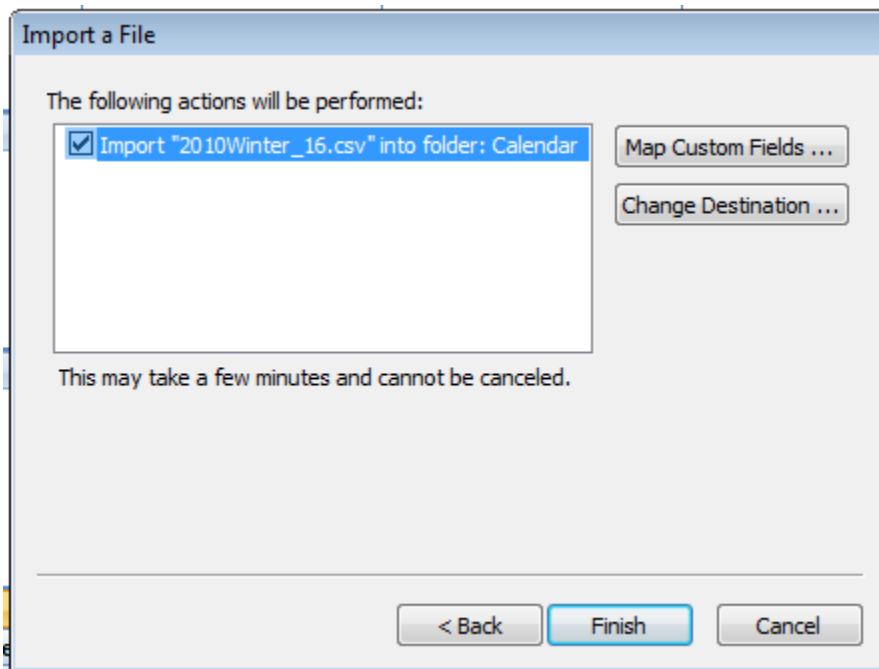 Import a File
The following actions will be performed:
Import "2010Winter_16.csv" into folder: Calendar
Map Custom Fields ...
Change Destination ...
This may take a few minutes and cannot be canceled.
< Back
Finish
Cancel